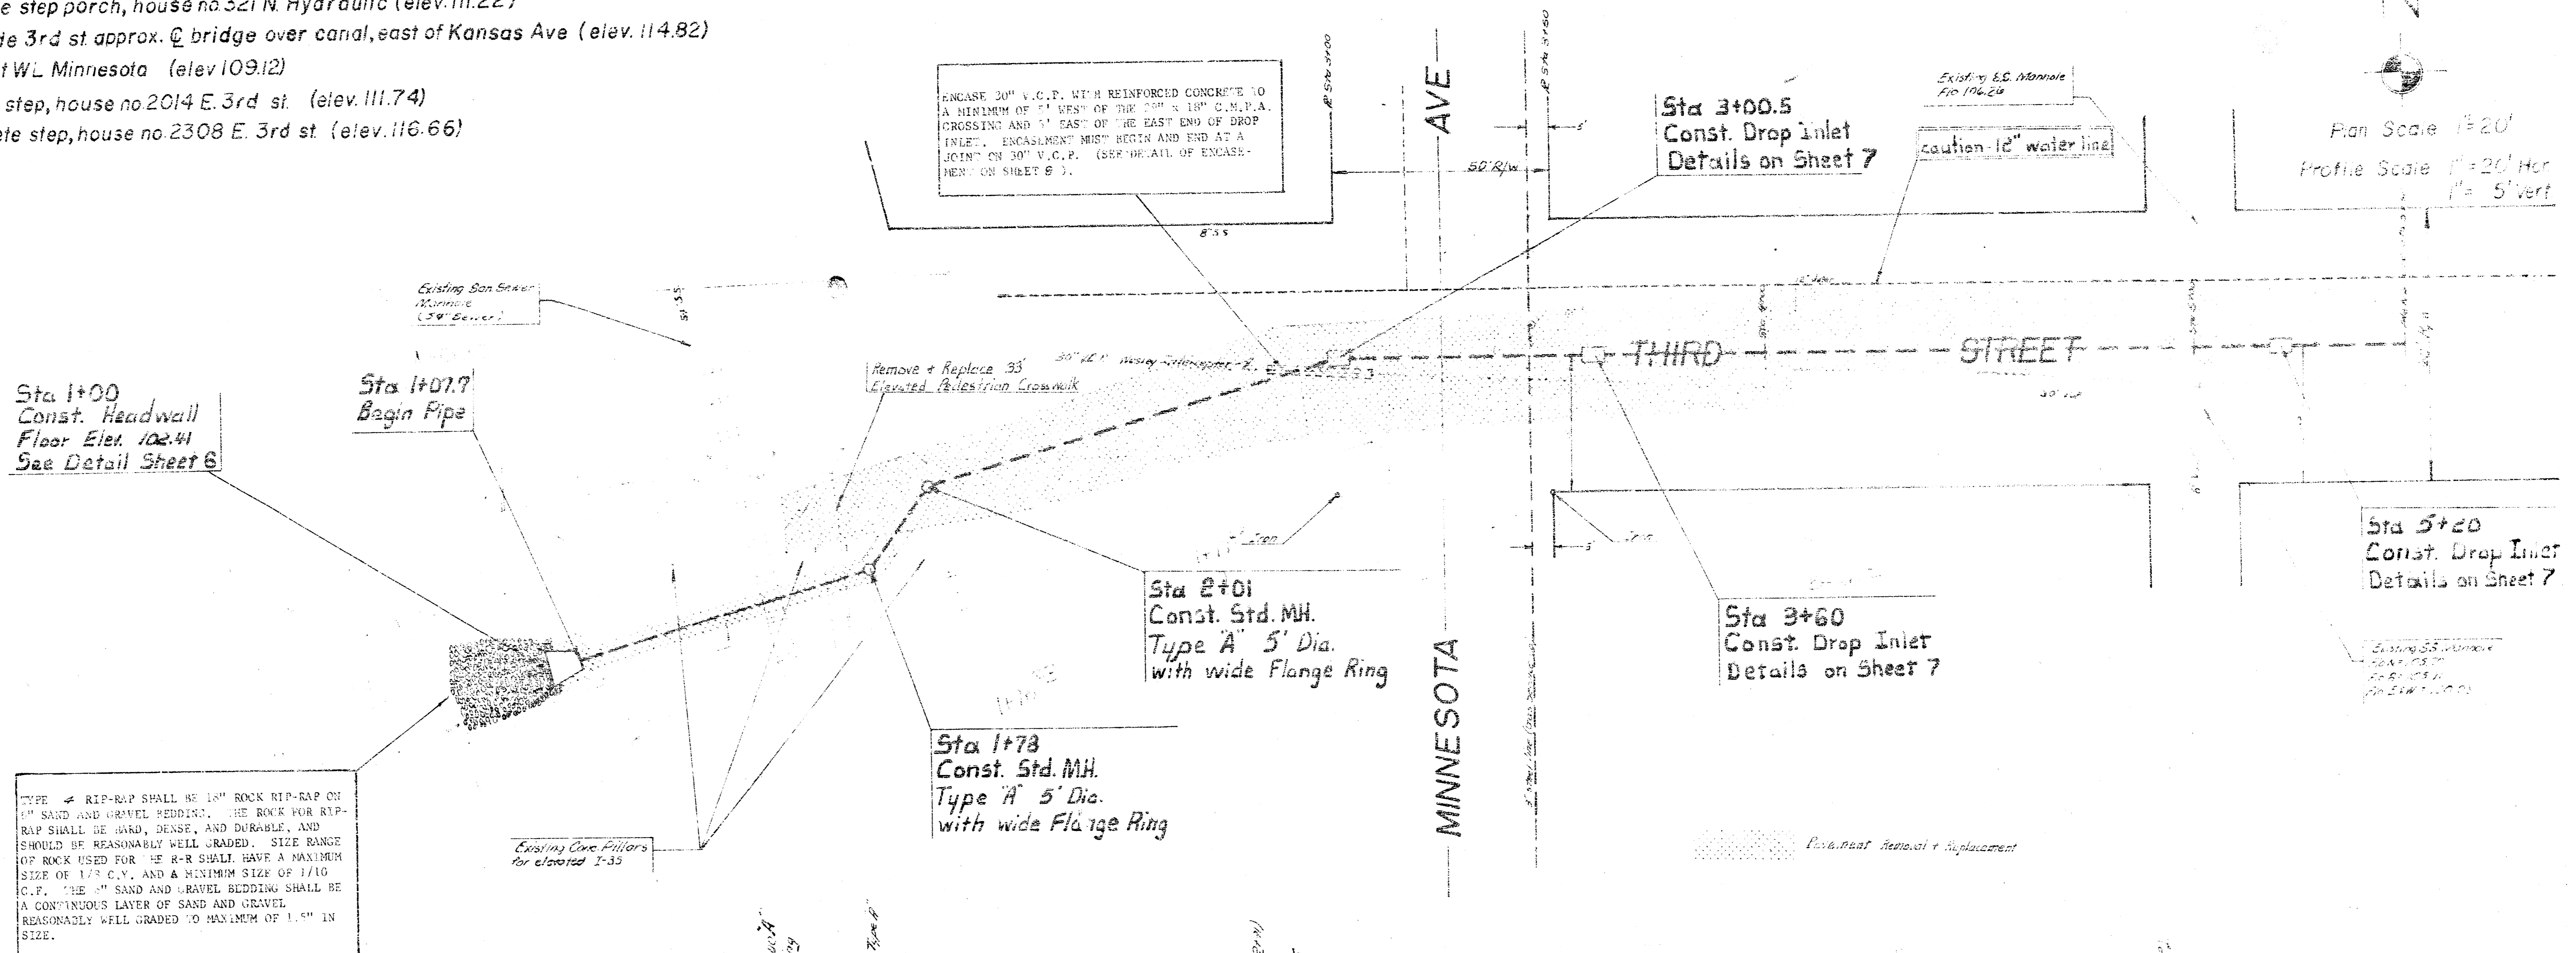 e step porch, house no. 321 N. Hydraulic (elev. 111.22)
de 3rd st. approx. ℄ bridge over canal, east of Kansas Ave (elev. 114.82)
t WL Minnesota (elev 109.12)
step, house no. 2014 E. 3rd st. (elev. 111.74)
te step, house no. 2308 E. 3rd st. (elev. 116.66)
ENCASE 30" V.C.P. WITH REINFORCED CONCRETE TO
A MINIMUM OF 5' WEST OF THE 29" x 18" C.M.P.A.
CROSSING AND 5' EAST OF THE EAST END OF DROP
INLET. ENCASEMENT MUST BEGIN AND END AT A
JOINT ON 30" V.C.P. (SEE DETAIL OF ENCASE-
MENT ON SHEET 6 ).
8" SS
AVE
50' R/W
5'
Sta 3+00.5
Const. Drop Inlet
Details on Sheet 7
Existing S.S. Manhole
caution-12" water line
Plan Scale 1"=20'
Profile Scale 1"=20' Hor
1"= 5' Vert
Existing San Sewer
Manhole
(54" Sewer)
Sta 1+00
Const. Headwall
Floor Elev. 102.41
See Detail Sheet 6
Sta 1+07.7
Begin Pipe
Remove + Replace 33'
Elevated Pedestrian Crosswalk
THIRD STREET
Iron
5'
Sta 2+01
Const. Std. MH.
Type "A" 5' Dia.
with wide Flange Ring
Sta 3+60
Const. Drop Inlet
Details on Sheet 7
Sta 5+20
Const. Drop Inlet
Details on Sheet 7
Existing SS Manhole
MINNESOTA
Sta 1+78
Const. Std. MH.
Type "A" 5' Dia.
with wide Flange Ring
Existing Conc. Pillars
for elevated I-35
Pavement Removal + Replacement
TYPE RIP-RAP SHALL BE 18" ROCK RIP-RAP ON
6" SAND AND GRAVEL BEDDING. THE ROCK FOR RIP-
RAP SHALL BE HARD, DENSE, AND DURABLE, AND
SHOULD BE REASONABLY WELL GRADED. SIZE RANGE
OF ROCK USED FOR THE R-R SHALL HAVE A MAXIMUM
SIZE OF 1/3 C.Y. AND A MINIMUM SIZE OF 1/10
C.F. THE 6" SAND AND GRAVEL BEDDING SHALL BE
A CONTINUOUS LAYER OF SAND AND GRAVEL
REASONABLY WELL GRADED TO MAXIMUM OF 1.5" IN
SIZE.
Type A